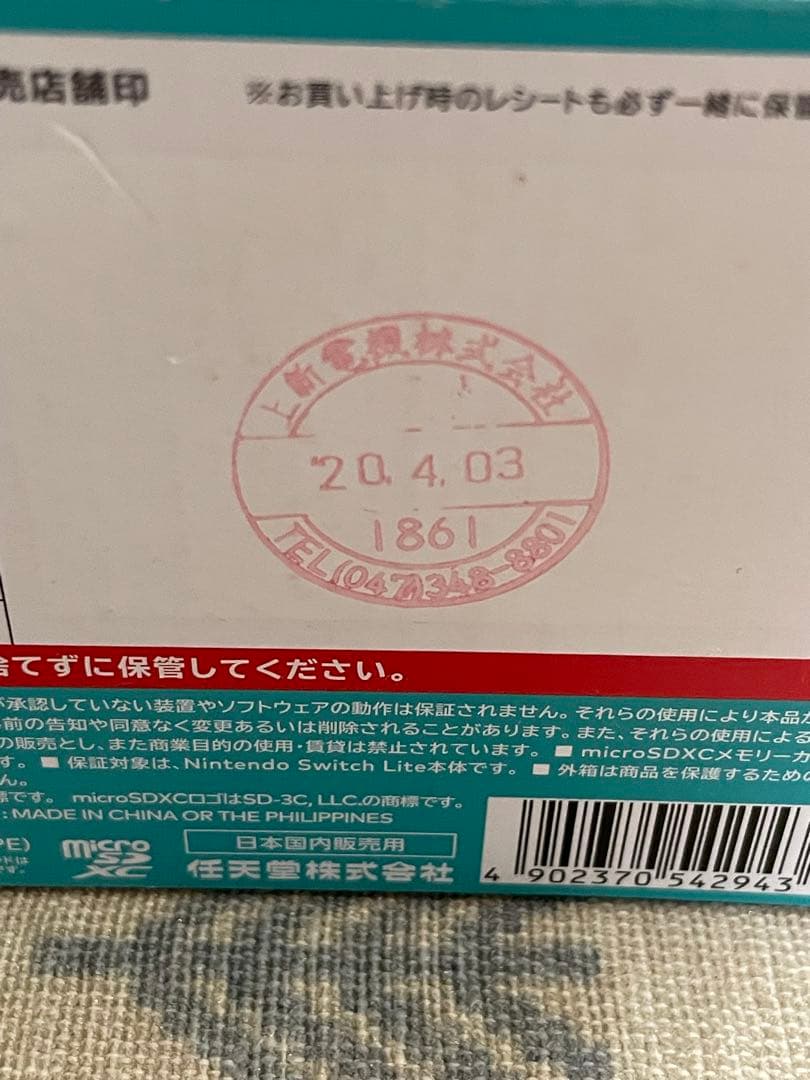 売店舗印
※お買い上げ時のレシートも必ず一緒に保管
上新電機株式会社
'20.4.03
1861
TEL(047)348-8801
捨てずに保管してください。
が承認していない装置やソフトウェアの動作は保証されません。それらの使用により本品
前の告知や同意なく変更あるいは削除されることがあります。また、それらの使用による
の販売とし、また商業目的の使用・賃貸は禁止されています。 ■ microSDXCメモリーカ
す。 ■ 保証対象は、Nintendo Switch Lite本体です。 ■ 外箱は商品を保護するための
ん。
標です。 microSDXCロゴはSD-3C, LLC.の商標です。
: MADE IN CHINA OR THE PHILIPPINES
PE)
ドは
です。
micro SD XC
日本国内販売用
任天堂株式会社
4 902370 542943